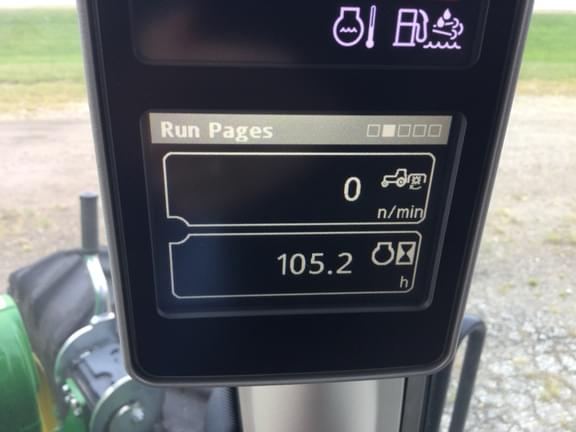 Run Pages
0
n/min
105.2
h